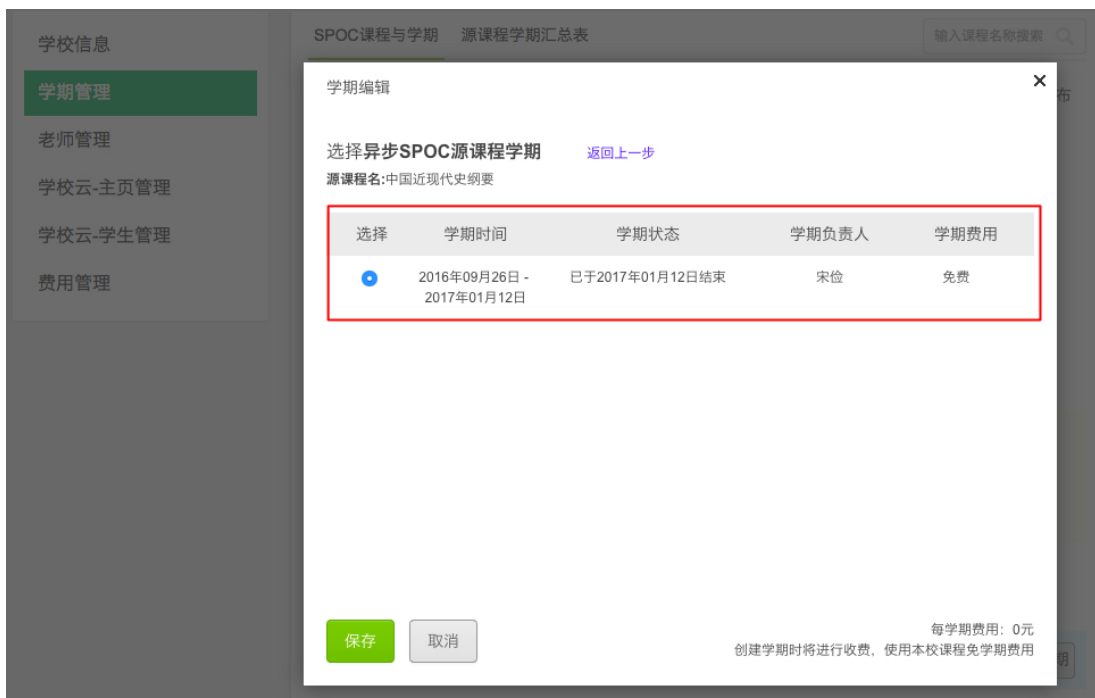 学校信息
学期管理
老师管理
学校云-主页管理
学校云-学生管理
费用管理
SPOC课程与学期 源课程学期汇总表
输入课程名称搜索
布
学期编辑
选择异步SPOC源课程学期 返回上一步
源课程名:中国近现代史纲要
选择 学期时间 学期状态 学期负责人 学期费用
2016年09月26日 - 已于2017年01月12日结束 宋俭 免费
2017年01月12日
保存 取消
每学期费用：0元
创建学期时将进行收费，使用本校课程免学期费用
期